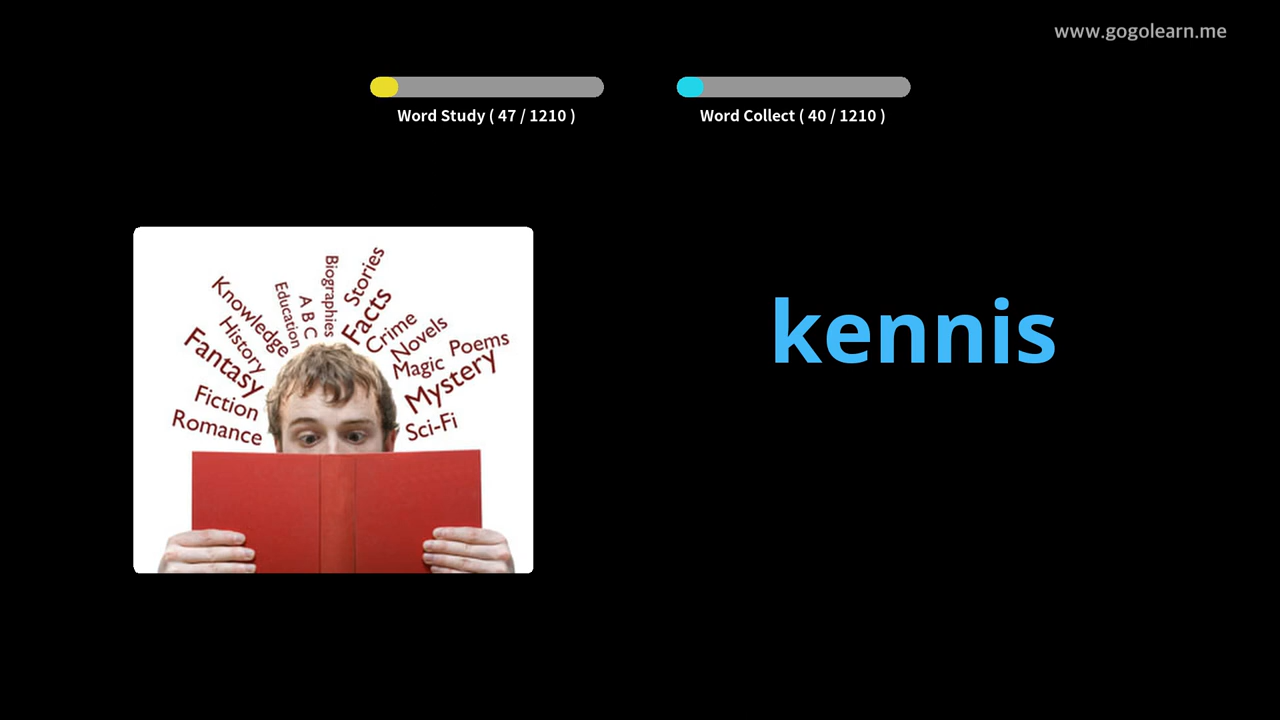 www.gogolearn.me
Word Study ( 47 / 1210 )
Word Collect ( 40 / 1210 )
kennis
Romance
Fiction
Fantasy
History
Knowledge
Education
A B C
Biographies
Stories
Facts
Crime
Novels
Magic
Poems
Mystery
Sci-Fi